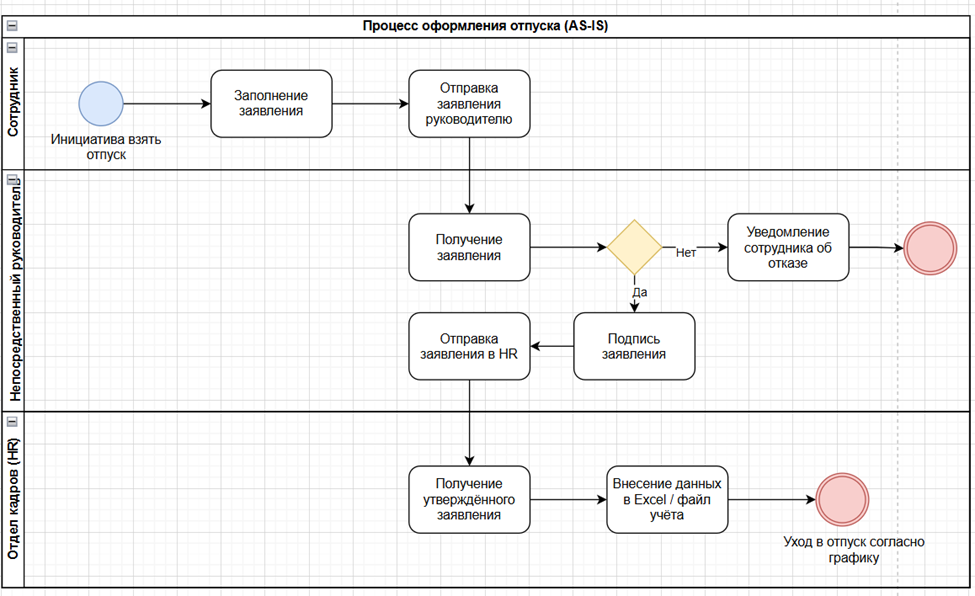 Процесс оформления отпуска (AS-IS)
Сотрудник
Инициатива взять
отпуск
Заполнение
заявления
Отправка
заявления
руководителю
Непосредственный руководитель
Получение
заявления
Нет
Уведомление
сотрудника об
отказе
Да
Отправка
заявления в HR
Подпись
заявления
Отдел кадров (HR)
Получение
утверждённого
заявления
Внесение данных
в Excel / файл
учёта
Уход в отпуск согласно
графику